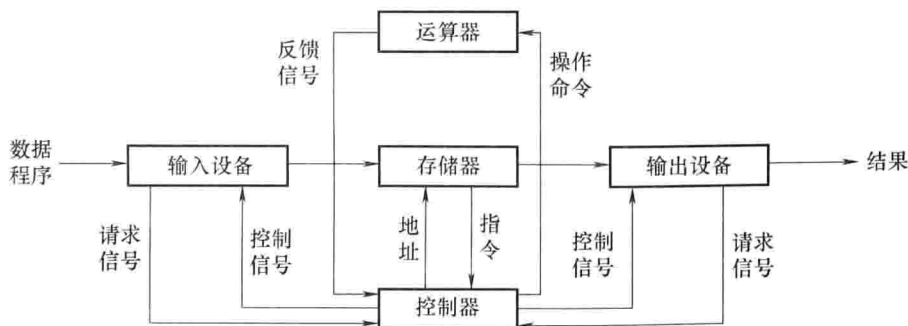 运算器
反馈
信号
操作
命令
数据
程序
输入设备
存储器
输出设备
结果
请求
信号
控制
信号
地
址
指
令
控制
信号
请求
信号
控制器